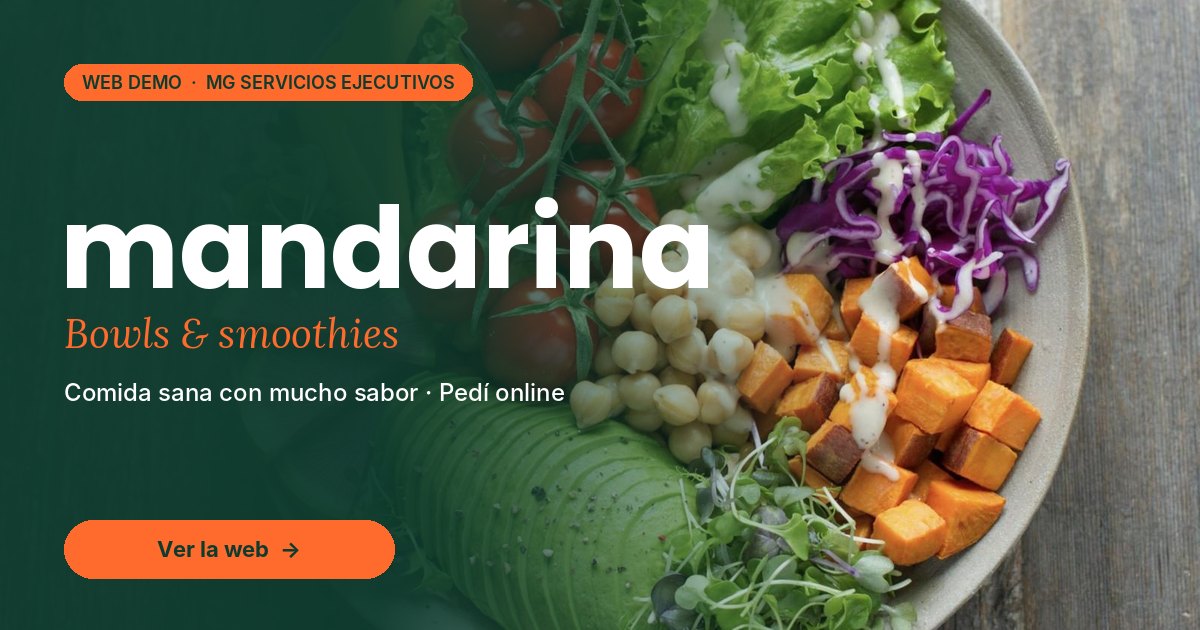 WEB DEMO · MG SERVICIOS EJECUTIVOS
mandarina
Bowls & smoothies
Comida sana con mucho sabor · Pedí online
Ver la web →